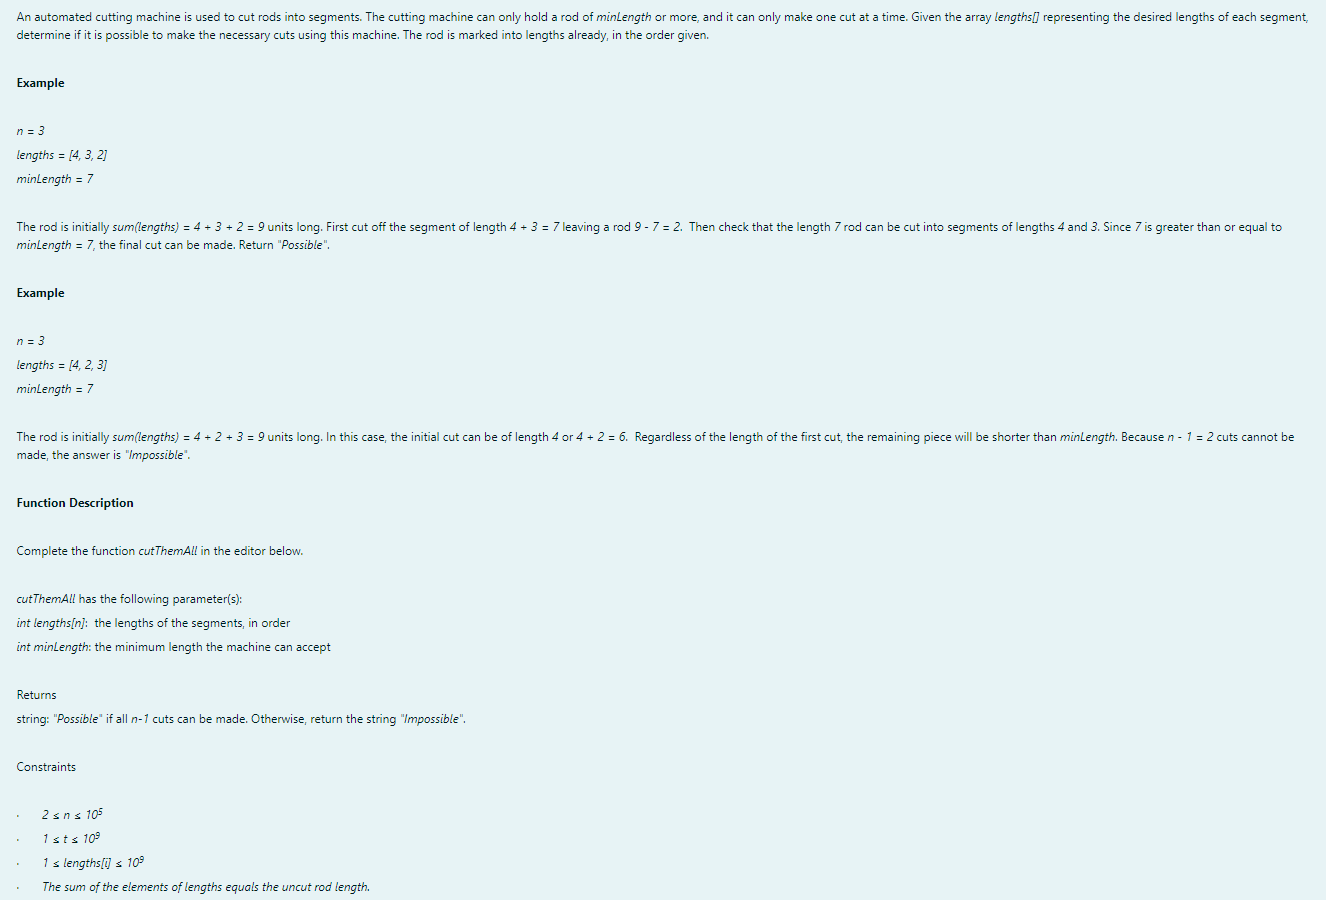 An automated cutting machine is used to cut rods into segments. The cutting machine can only hold a rod of minLength or more, and it can only make one cut at a time. Given the array lengths[] representing the desired lengths of each segment,
determine if it is possible to make the necessary cuts using this machine. The rod is marked into lengths already, in the order given.
Example
n = 3
lengths = [4, 3, 2]
minLength = 7
The rod is initially sum(lengths) = 4 + 3 + 2 = 9 units long. First cut off the segment of length 4 + 3 = 7 leaving a rod 9 - 7 = 2. Then check that the length 7 rod can be cut into segments of lengths 4 and 3. Since 7 is greater than or equal to
minLength = 7, the final cut can be made. Return "Possible".
Example
n = 3
lengths = [4, 2, 3]
minLength = 7
The rod is initially sum(lengths) = 4 + 2 + 3 = 9 units long. In this case, the initial cut can be of length 4 or 4 + 2 = 6. Regardless of the length of the first cut, the remaining piece will be shorter than minLength. Because n - 1 = 2 cuts cannot be
made, the answer is "Impossible".
Function Description
Complete the function cutThemAll in the editor below.
cutThemAll has the following parameter(s):
int lengths[n]: the lengths of the segments, in order
int minLength: the minimum length the machine can accept
Returns
string: "Possible" if all n-1 cuts can be made. Otherwise, return the string "Impossible".
Constraints
· 2 ≤ n ≤ 10⁵
· 1 ≤ t ≤ 10⁹
· 1 ≤ lengths[i] ≤ 10⁹
· The sum of the elements of lengths equals the uncut rod length.